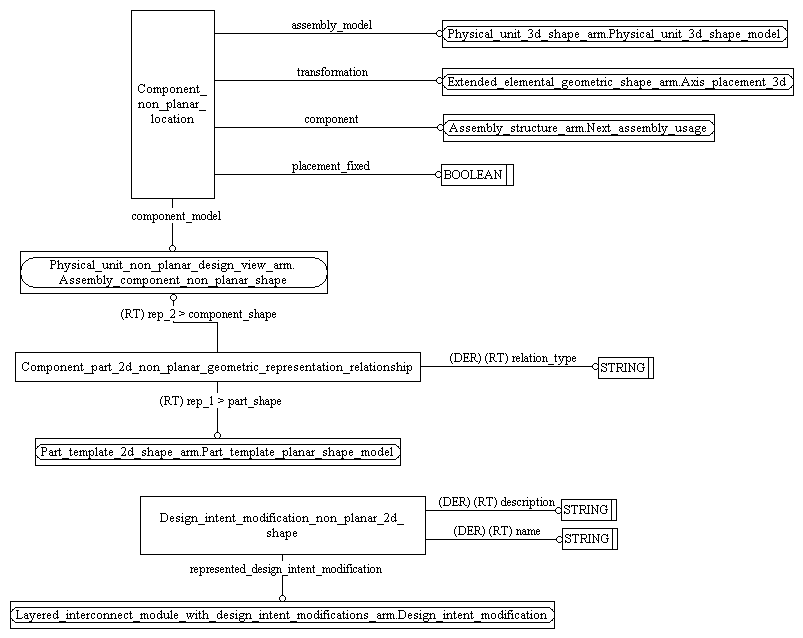 assembly_model
Physical_unit_3d_shape_arm.Physical_unit_3d_shape_model
transformation
Extended_elemental_geometric_shape_arm.Axis_placement_3d
Component_
non_planar_
location
component
Assembly_structure_arm.Next_assembly_usage
placement_fixed
BOOLEAN
component_model
Physical_unit_non_planar_design_view_arm.
Assembly_component_non_planar_shape
(RT) rep_2 > component_shape
Component_part_2d_non_planar_geometric_representation_relationship
(DER) (RT) relation_type
STRING
(RT) rep_1 > part_shape
Part_template_2d_shape_arm.Part_template_planar_shape_model
Design_intent_modification_non_planar_2d_
shape
(DER) (RT) description
STRING
(DER) (RT) name
STRING
represented_design_intent_modification
Layered_interconnect_module_with_design_intent_modifications_arm.Design_intent_modification